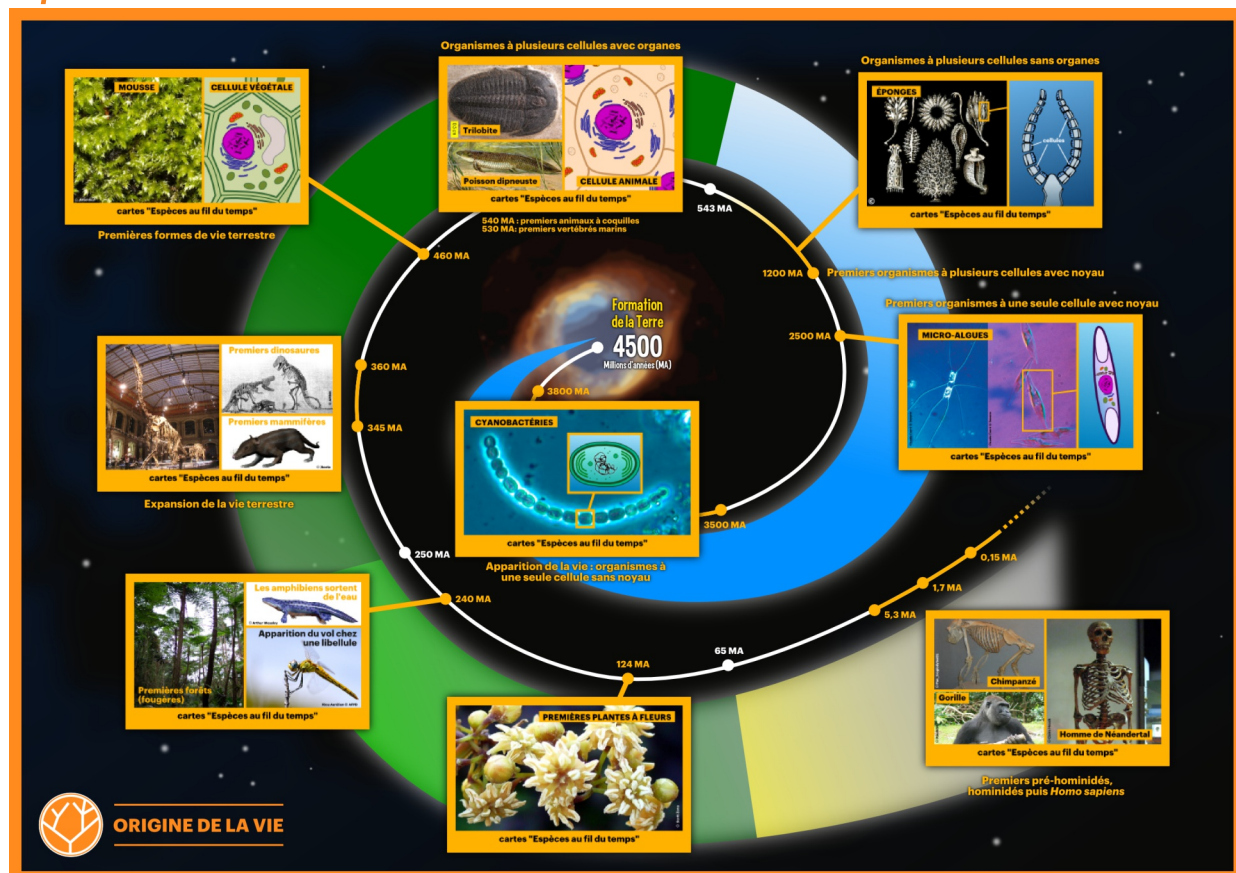 Organismes à plusieurs cellules avec organes
Trilobite
Poisson dipneuste
CELLULE ANIMALE
cartes "Espèces au fil du temps"
540 MA : premiers animaux à coquilles
530 MA: premiers vertébrés marins
Organismes à plusieurs cellules sans organes
ÉPONGES
cellules
cartes "Espèces au fil du temps"
MOUSSE
CELLULE VÉGÉTALE
cartes "Espèces au fil du temps"
Premières formes de vie terrestre
543 MA
460 MA
1200 MA
Premiers organismes à plusieurs cellules avec noyau
Premiers organismes à une seule cellule avec noyau
2500 MA
MICRO-ALGUES
cartes "Espèces au fil du temps"
Formation
de la Terre
4500
Millions d'années (MA)
3800 MA
CYANOBACTÉRIES
cartes "Espèces au fil du temps"
3500 MA
Apparition de la vie : organismes à
une seule cellule sans noyau
360 MA
345 MA
Premiers dinosaures
Premiers mammifères
cartes "Espèces au fil du temps"
Expansion de la vie terrestre
250 MA
240 MA
Les amphibiens sortent
de l'eau
Apparition du vol chez
une libellule
Premières forêts
(fougères)
cartes "Espèces au fil du temps"
124 MA
65 MA
5,3 MA
1,7 MA
0,15 MA
PREMIÈRES PLANTES À FLEURS
cartes "Espèces au fil du temps"
Chimpanzé
Gorille
Homme de Néandertal
cartes "Espèces au fil du temps"
Premiers pré-hominidés,
hominidés puis Homo sapiens
ORIGINE DE LA VIE